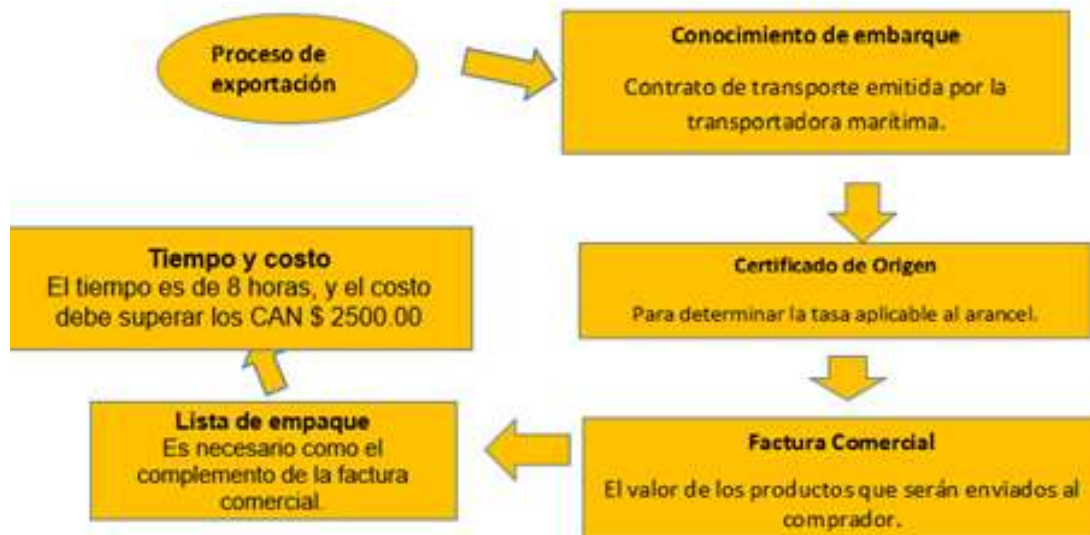 Proceso de
exportación
Conocimiento de embarque
Contrato de transporte emitida por la
transportadora marítima.
Certificado de Origen
Para determinar la tasa aplicable al arancel.
Factura Comercial
El valor de los productos que serán enviados al
comprador.
Lista de empaque
Es necesario como el
complemento de la factura
comercial.
Tiempo y costo
El tiempo es de 8 horas, y el costo
debe superar los CAN $ 2500.00